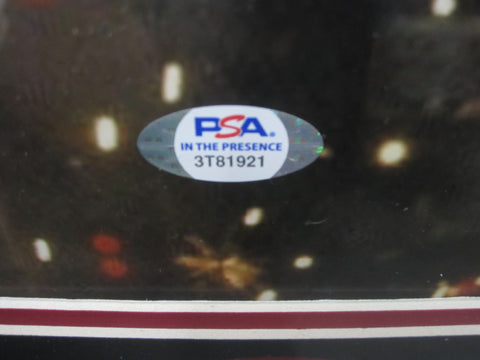 PSA
IN THE PRESENCE
3T81921